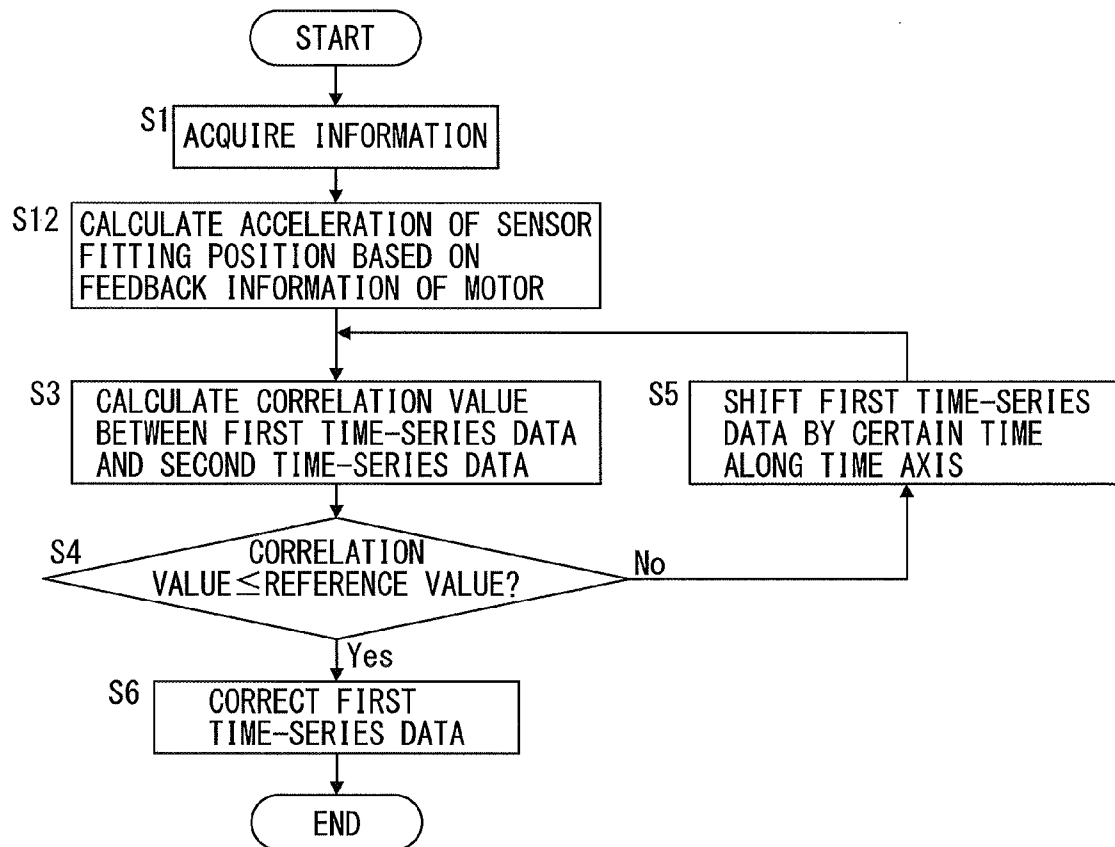 START
S1
ACQUIRE INFORMATION
S12
CALCULATE ACCELERATION OF SENSOR
FITTING POSITION BASED ON
FEEDBACK INFORMATION OF MOTOR
S3
CALCULATE CORRELATION VALUE
BETWEEN FIRST TIME-SERIES DATA
AND SECOND TIME-SERIES DATA
S5
SHIFT FIRST TIME-SERIES
DATA BY CERTAIN TIME
ALONG TIME AXIS
S4
CORRELATION
VALUE≦REFERENCE VALUE?
No
Yes
S6
CORRECT FIRST
TIME-SERIES DATA
END